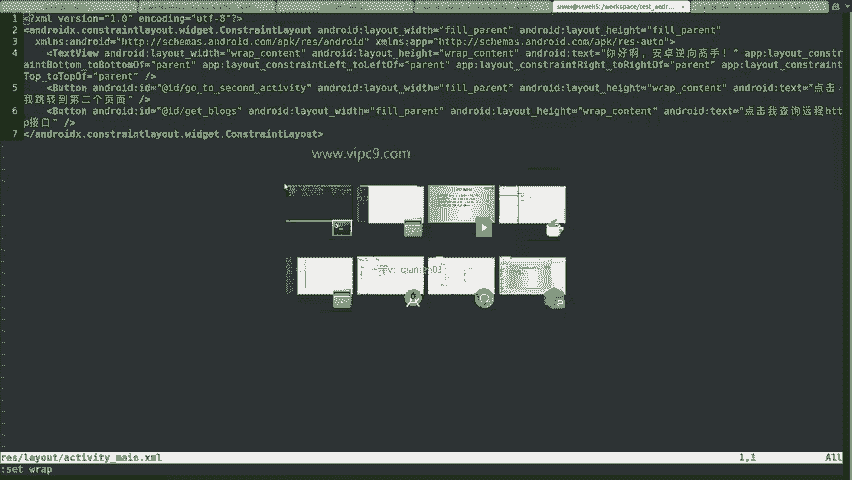 1 <?xml version="1.0" encoding="utf-8"?>
2 <androidx.constraintlayout.widget.ConstraintLayout android:layout_width="fill_parent" android:layout_height="fill_parent"
3   xmlns:android="http://schemas.android.com/apk/res/android" xmlns:app="http://schemas.android.com/apk/res-auto">
4     <TextView android:layout_width="wrap_content" android:layout_height="wrap_content" android:text="你好啊，安卓逆向高手！" app:layout_constr
aintBottom_toBottomOf="parent" app:layout_constraintLeft_toLeftOf="parent" app:layout_constraintRight_toRightOf="parent" app:layout_constraint
Top_toTopOf="parent" />
5     <Button android:id="@id/go_to_second_activity" android:layout_width="fill_parent" android:layout_height="wrap_content" android:text="点击
我跳转到第二个页面" />
6     <Button android:id="@id/get_blogs" android:layout_width="fill_parent" android:layout_height="wrap_content" android:text="点击我查询远程htt
p接口" />
7 </androidx.constraintlayout.widget.ConstraintLayout>
www.vipc9.com
res/layout/activity_main.xml 1,1 All
:set wrap